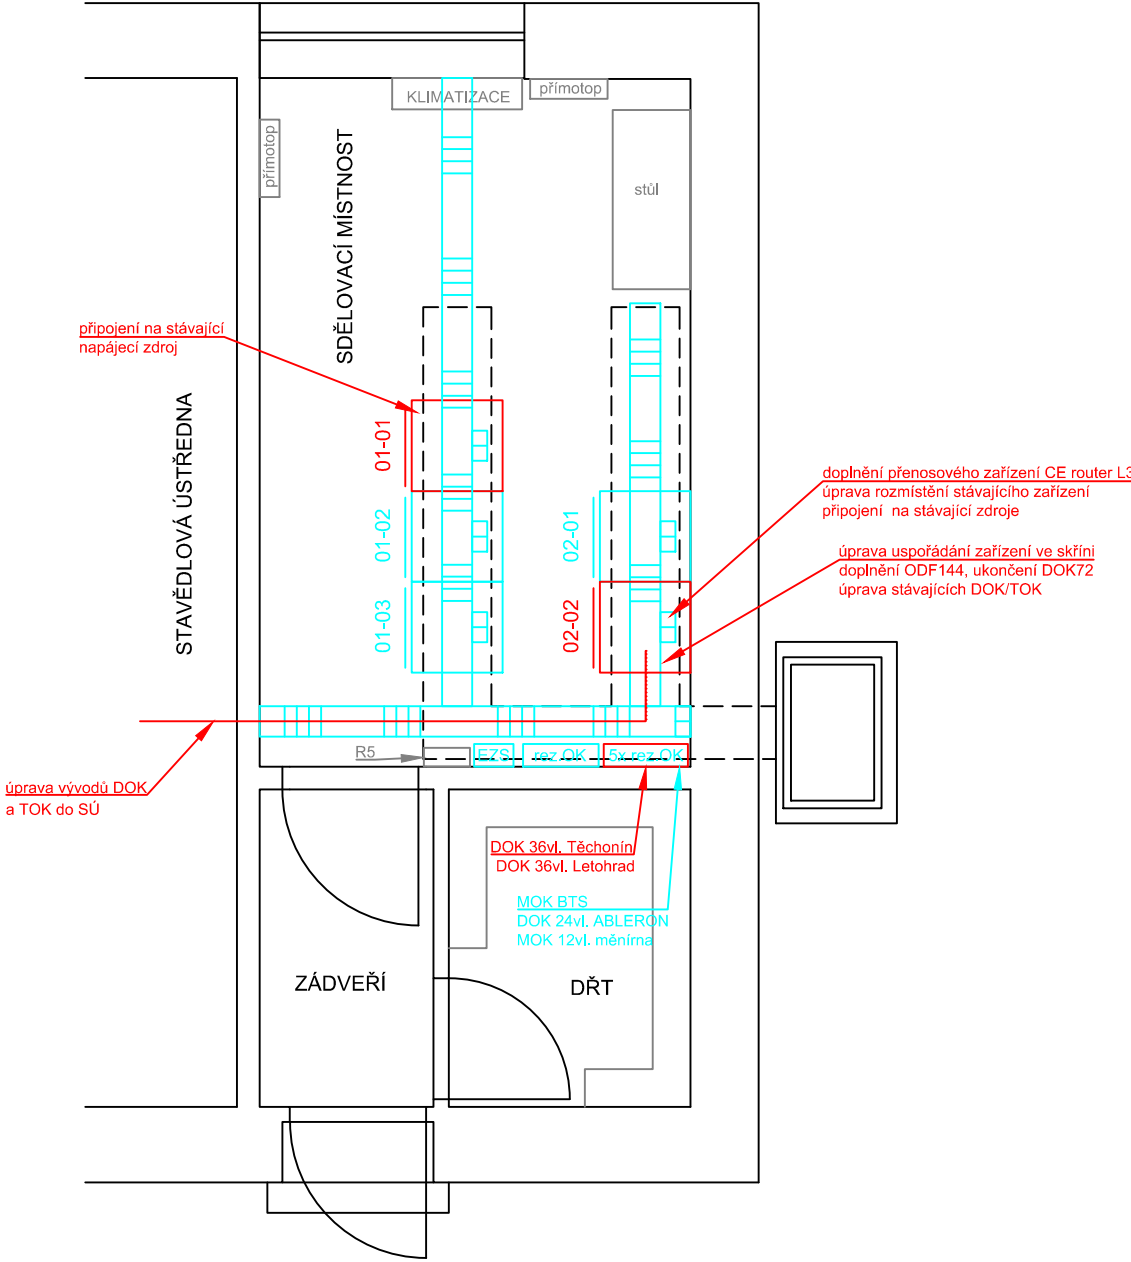 KLIMATIZACE
přímotop
přímotop
SDĚLOVACÍ MÍSTNOST
stůl
připojení na stávající
napájecí zdroj
STAVĚDLOVÁ ÚSTŘEDNA
01-01
01-02
01-03
02-01
02-02
doplnění přenosového zařízení CE router L3
úprava rozmístění stávajícího zařízení
připojení na stávající zdroje
úprava uspořádání zařízení ve skříni
doplnění ODF144, ukončení DOK72
úprava stávajících DOK/TOK
R5
EZS
rez.OK
5x rez.OK
úprava vývodů DOK
a TOK do SÚ
DOK 36vl. Těchonín
DOK 36vl. Letohrad
MOK BTS
DOK 24vl. ABLERON
MOK 12vl. měnírna
ZÁDVEŘÍ
DŘT